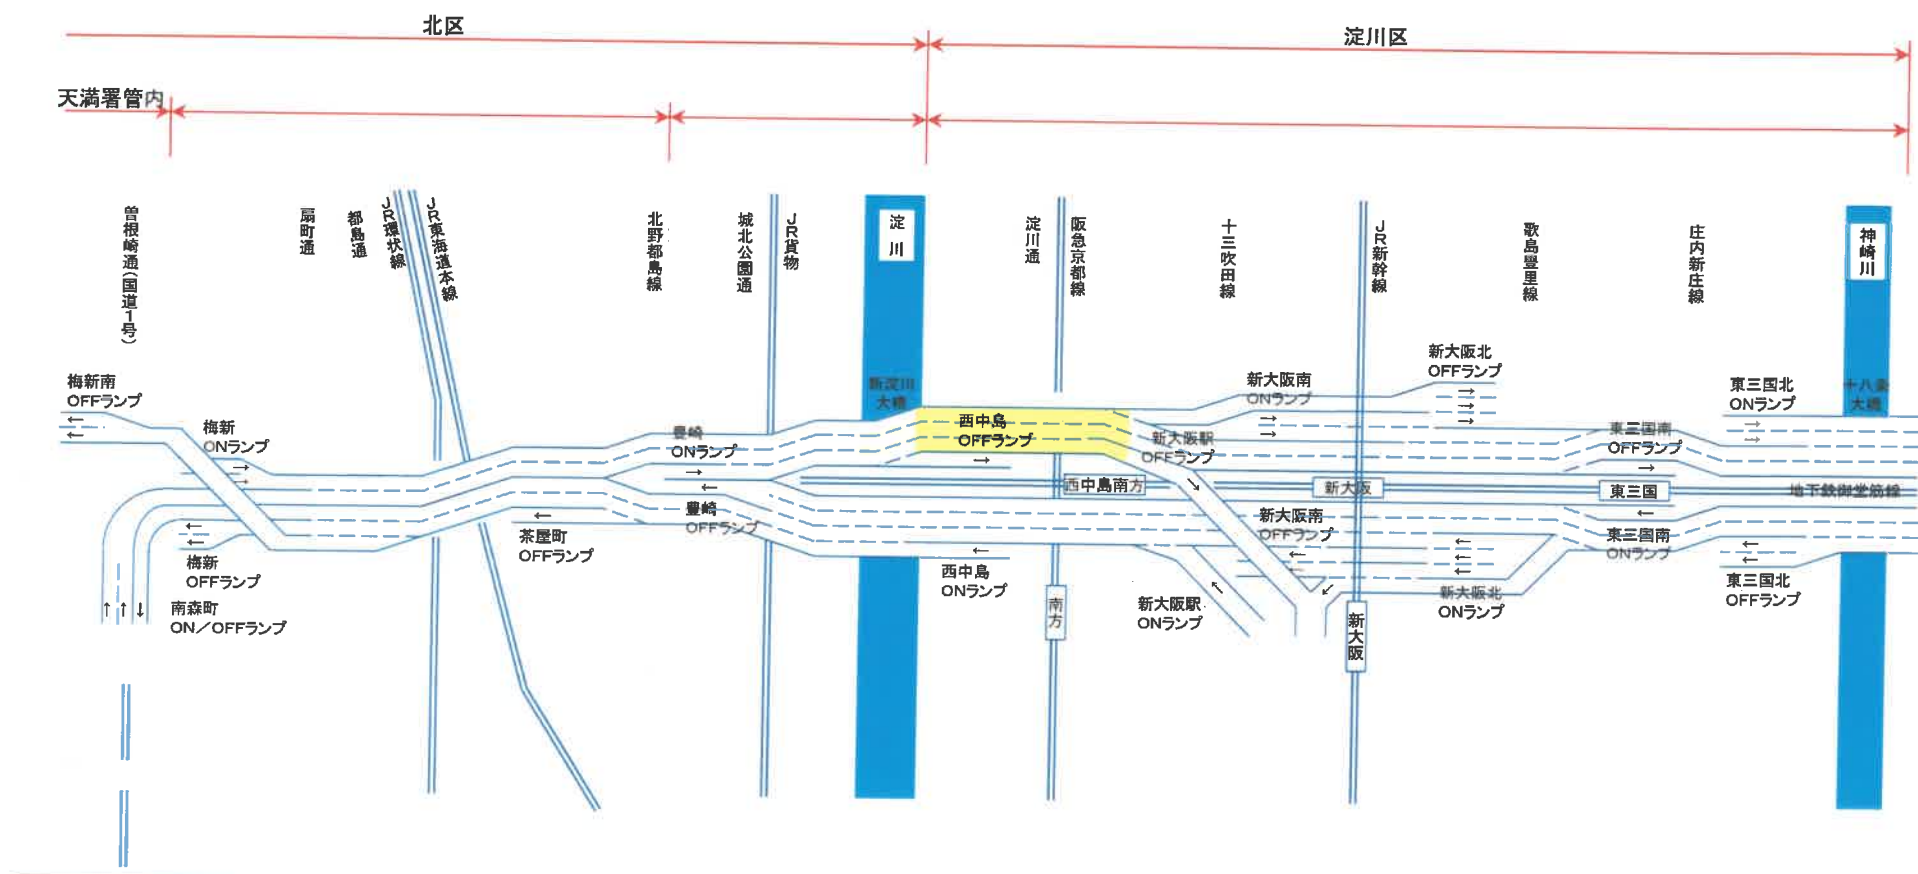 北区
淀川区
天満署管内
曽根崎通(国道1号)
扇町通
都島通
JR環状線
JR東海道本線
北野都島線
城北公園通
JR貨物
淀川
淀川通
阪急京都線
十三吹田線
JR新幹線
歌島豊里線
庄内新庄線
神崎川
梅新南
OFFランプ
梅新
ONランプ
豊崎
ONランプ
新淀川
大橋
西中島
OFFランプ
新大阪駅
OFFランプ
新大阪南
ONランプ
新大阪北
OFFランプ
東三国南
OFFランプ
東三国北
ONランプ
十八条
大橋
西中島南方
新大阪
東三国
地下鉄御堂筋線
梅新
OFFランプ
南森町
ON/OFFランプ
茶屋町
OFFランプ
豊崎
OFFランプ
西中島
ONランプ
南方
新大阪駅
ONランプ
新大阪南
OFFランプ
新大阪
新大阪北
ONランプ
東三国南
ONランプ
東三国北
OFFランプ